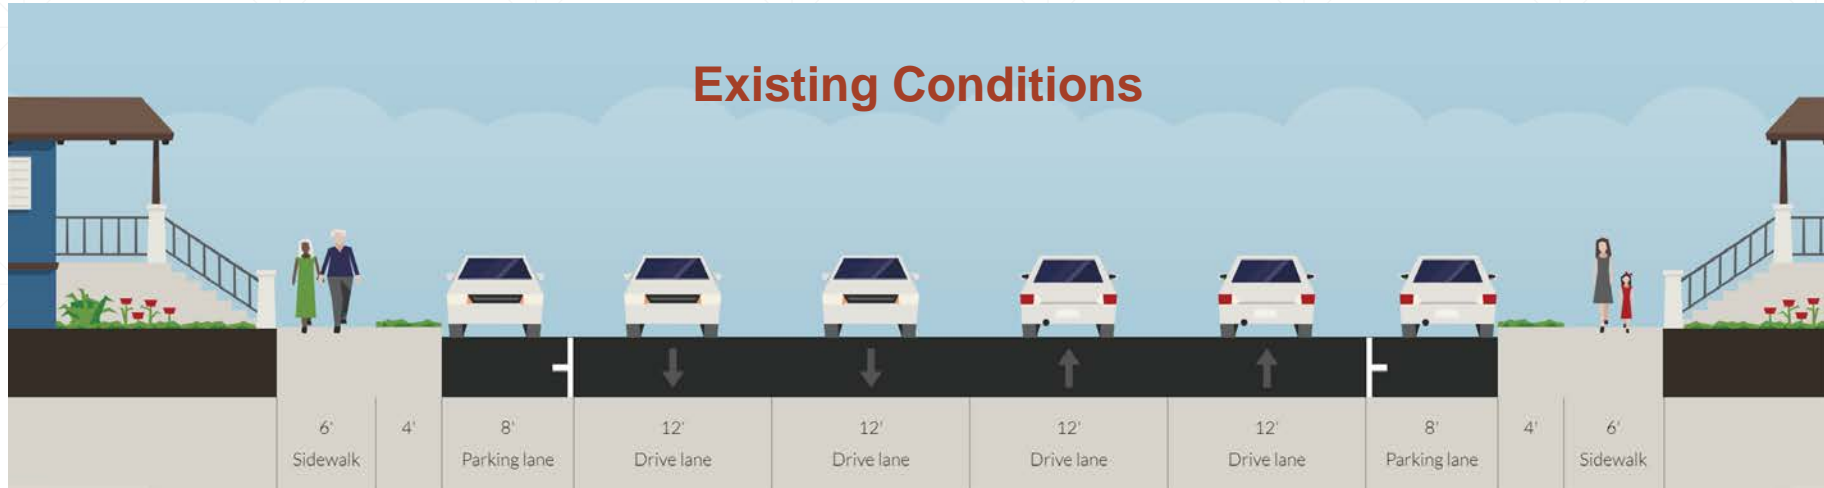 Existing Conditions
6' 4' 8' 12' 12' 12' 12' 8' 4' 6'
Sidewalk Parking lane Drive lane Drive lane Drive lane Drive lane Parking lane Sidewalk